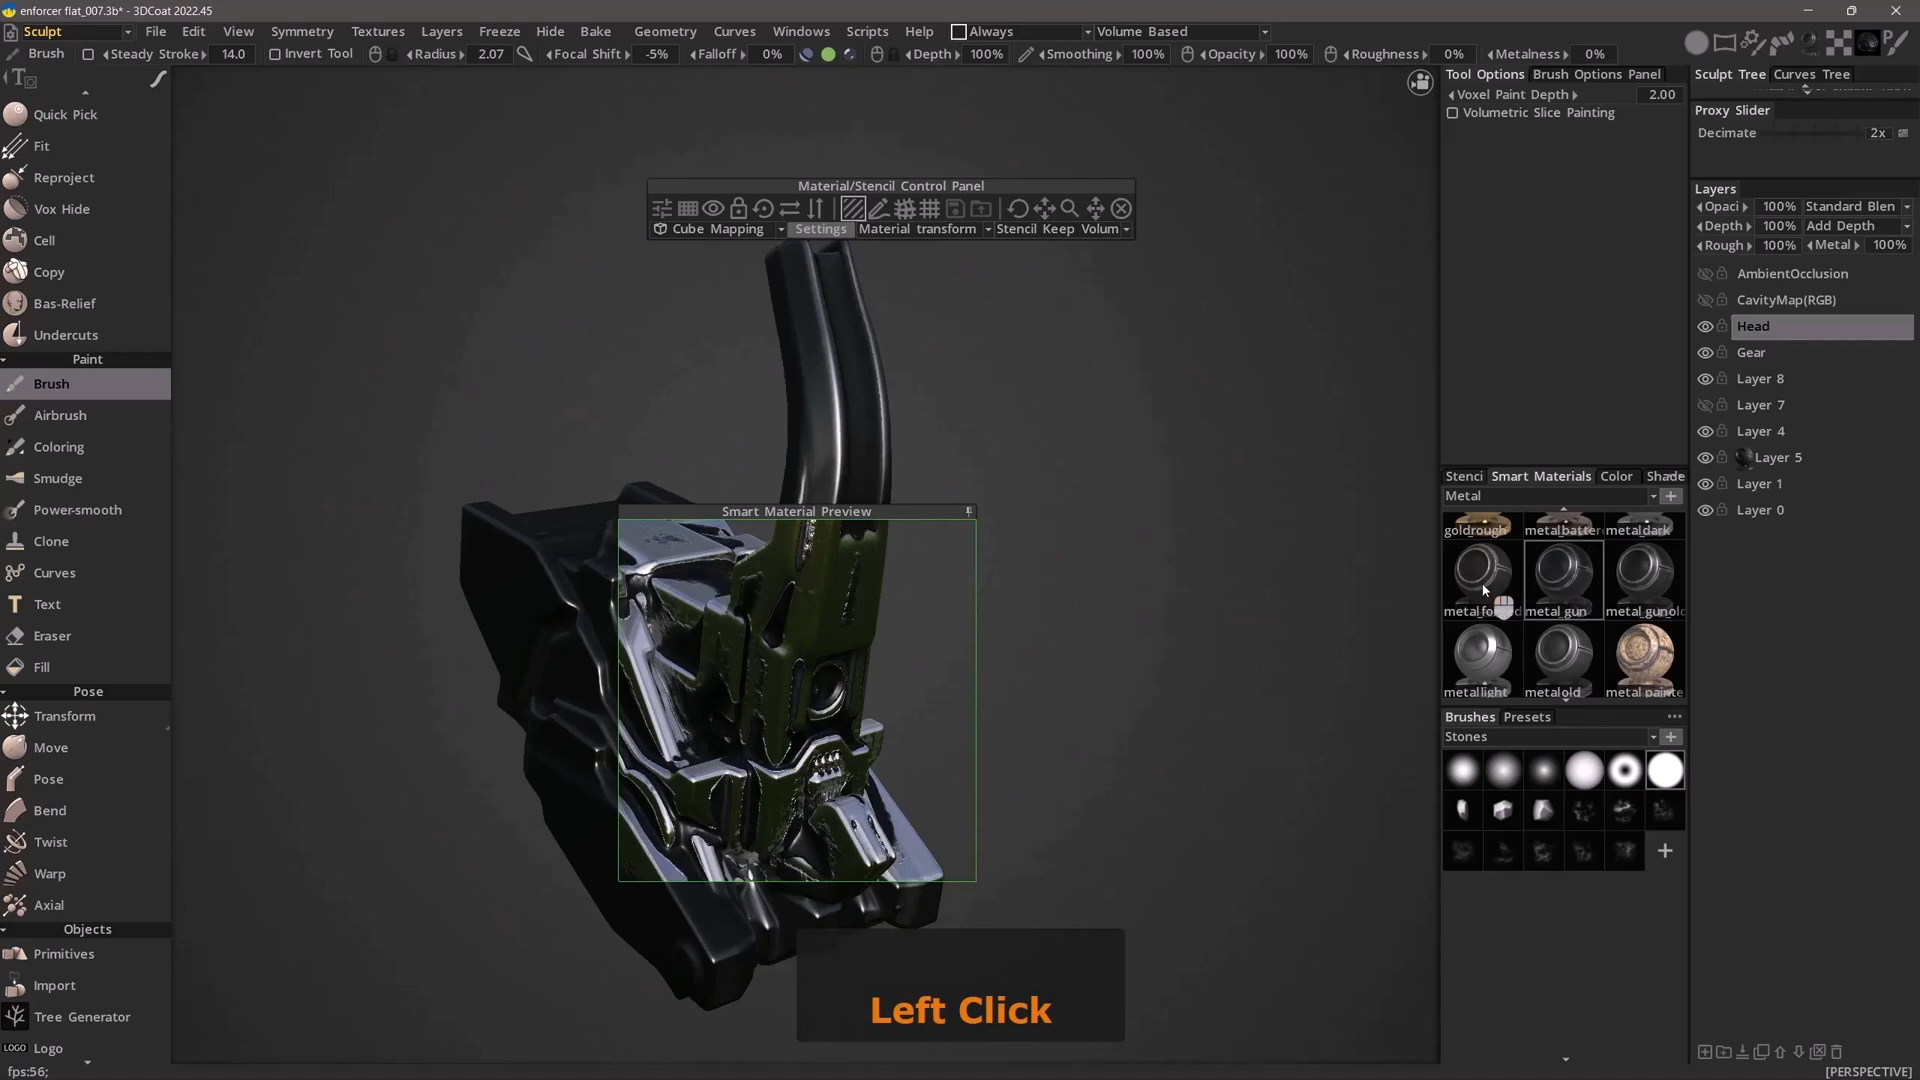 enforcer flat_007.3b* - 3DCoat 2022.45
Sculpt File Edit View Symmetry Textures Layers Freeze Hide Bake Geometry Curves Windows Scripts Help Always Volume Based
Brush Steady Stroke 14.0 Invert Tool Radius 2.07 Focal Shift -5% Falloff 0% Depth 100% Smoothing 100% Opacity 100% Roughness 0% Metalness 0%
Quick Pick
Fit
Reproject
Vox Hide
Cell
Copy
Bas-Relief
Undercuts
Paint
Brush
Airbrush
Coloring
Smudge
Power-smooth
Clone
Curves
Text
Eraser
Fill
Pose
Transform
Move
Pose
Bend
Twist
Warp
Axial
Objects
Primitives
Import
Tree Generator
LOGO Logo
fps:56;
Material/Stencil Control Panel
Cube Mapping Settings Material transform Stencil Keep Volum
Smart Material Preview
Left Click
Tool Options Brush Options Panel
Voxel Paint Depth 2.00
Volumetric Slice Painting
Stenci Smart Materials Color Shade
Metal
goldrough metal_batter metal_dark
metal_forged metal_gun metal_gunolc
metallight metalold metal_painte
Brushes Presets
Stones
Sculpt Tree Curves Tree
Proxy Slider
Decimate 2x
Layers
Opaci 100% Standard Blen
Depth 100% Add Depth
Rough 100% Metal 100%
AmbientOcclusion
CavityMap(RGB)
Head
Gear
Layer 8
Layer 7
Layer 4
Layer 5
Layer 1
Layer 0
[PERSPECTIVE]